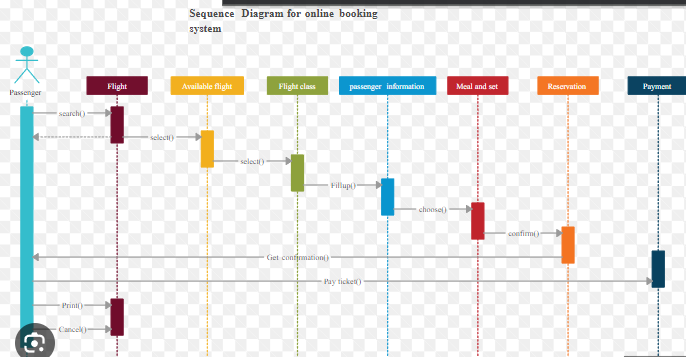 Sequence Diagram for online booking
system
Passenger
Flight
Available flight
Flight class
passenger information
Meal and set
Reservation
Payment
search()
select()
select()
Fillup()
choose()
confirm()
Get confirmation()
Pay ticket()
Print()
Cancel()